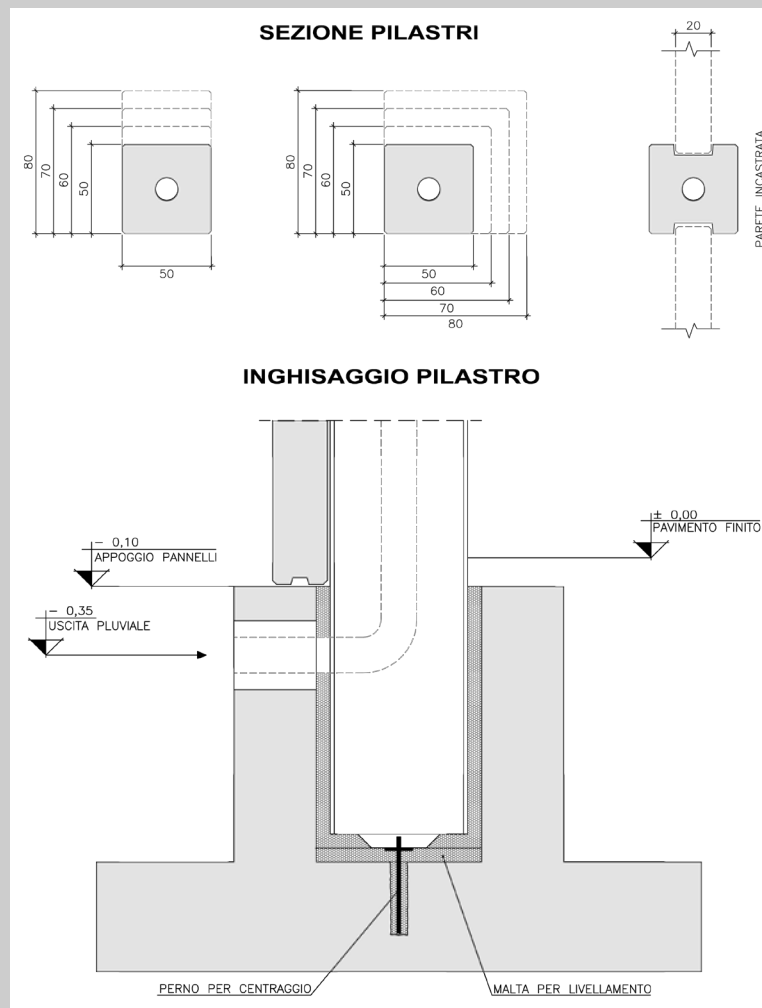 SEZIONE PILASTRI
80
70
60
50
50
80
70
60
50
50
60
70
80
20
PARETE INCASTRATA
INGHISAGGIO PILASTRO
± 0,00
PAVIMENTO FINITO
− 0,10
APPOGGIO PANNELLI
− 0,35
USCITA PLUVIALE
PERNO PER CENTRAGGIO
MALTA PER LIVELLAMENTO